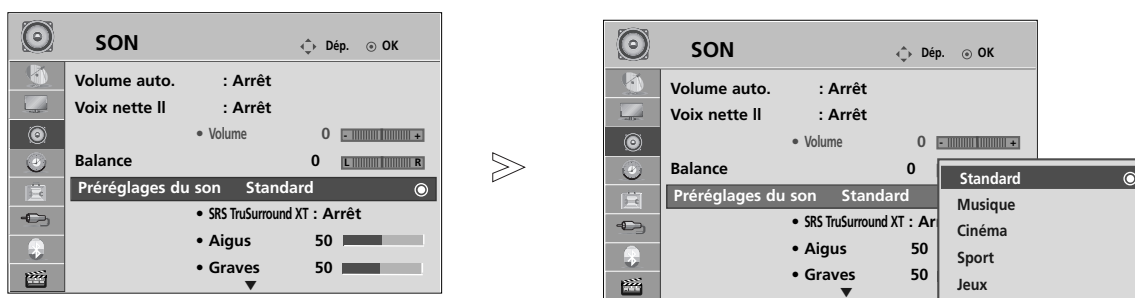 SON Dép. OK
Volume auto. : Arrêt
Voix nette ll : Arrêt
• Volume 0 - +
Balance 0 L R
Préréglages du son Standard
• SRS TruSurround XT : Arrêt
• Aigus 50
• Graves 50
SON Dép. OK
Volume auto. : Arrêt
Voix nette ll : Arrêt
• Volume 0 - +
Balance 0
Préréglages du son Standard
• SRS TruSurround XT : Ar
• Aigus 50
• Graves 50
Standard
Musique
Cinéma
Sport
Jeux